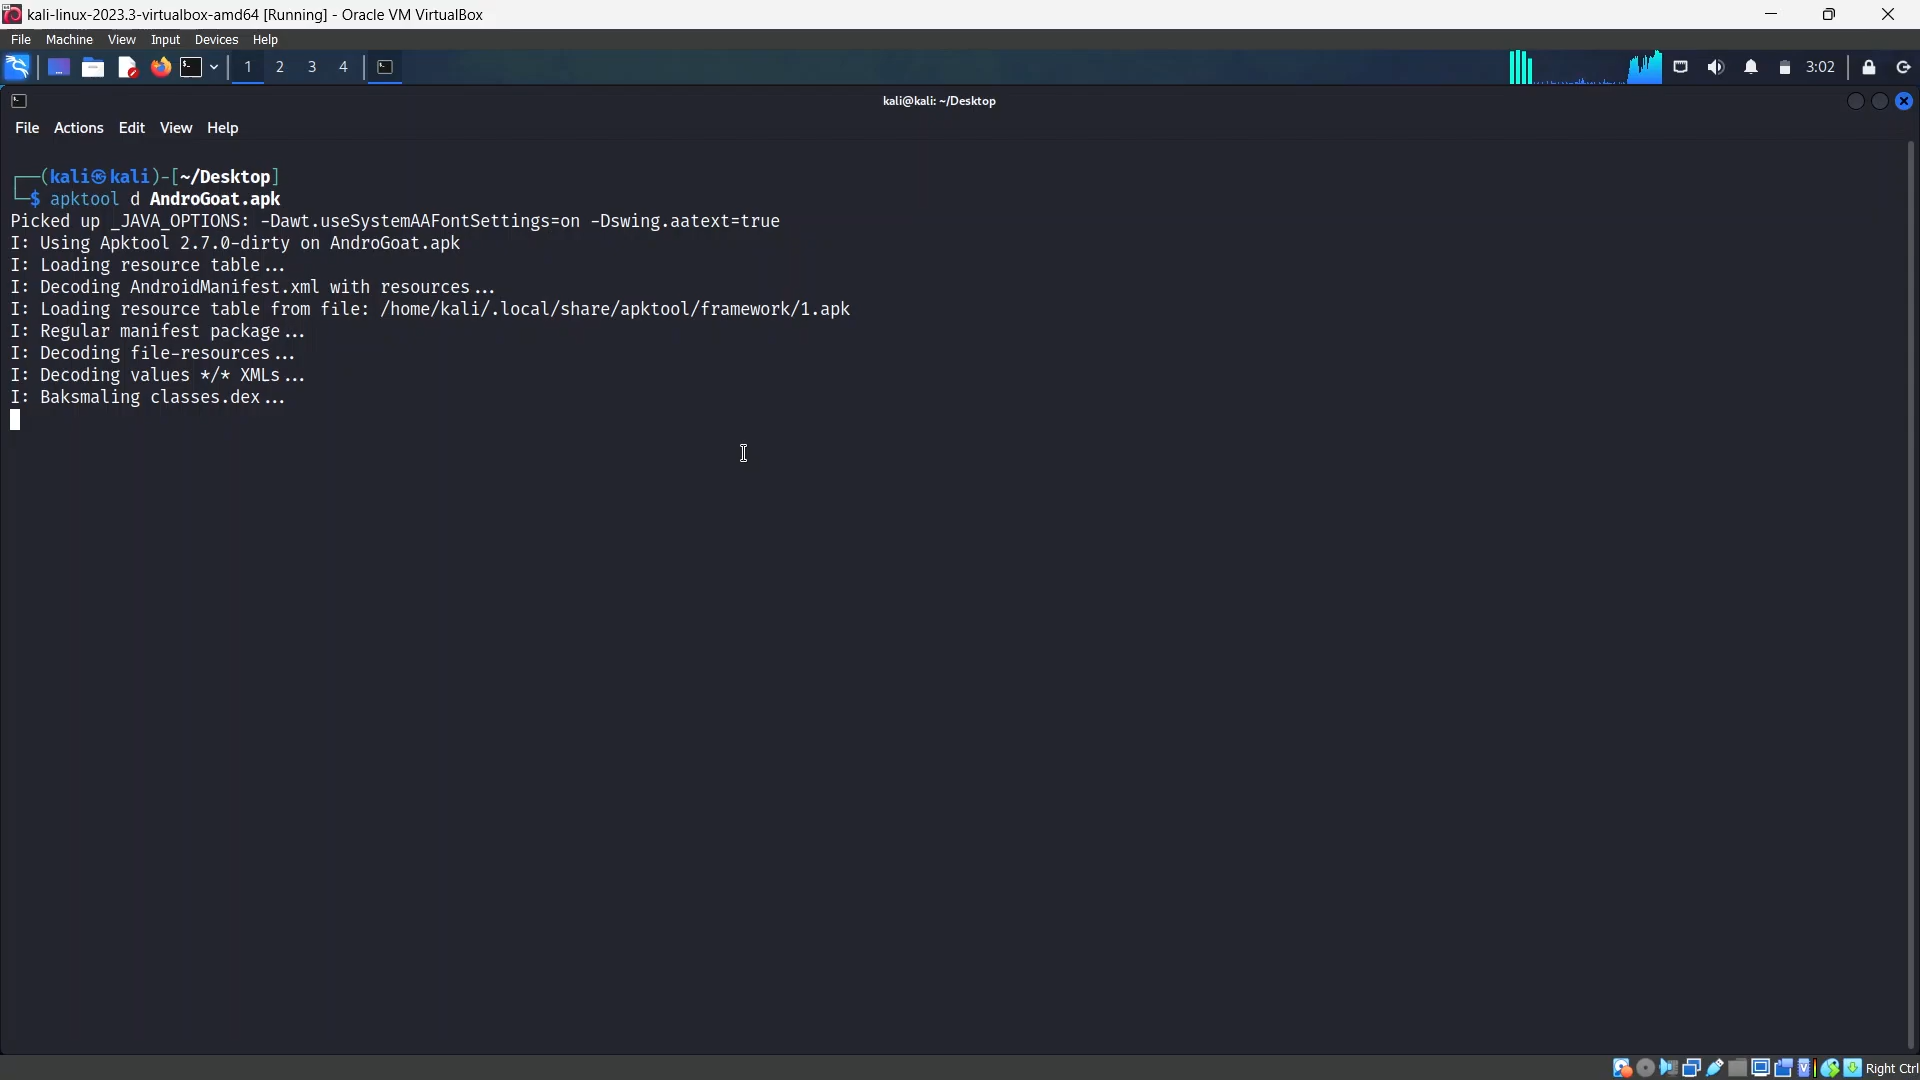 kali-linux-2023.3-virtualbox-amd64 [Running] - Oracle VM VirtualBox
File Machine View Input Devices Help
1 2 3 4 3:02
kali@kali: ~/Desktop
File Actions Edit View Help
┌──(kali㉿kali)-[~/Desktop]
└─$ apktool d AndroGoat.apk
Picked up _JAVA_OPTIONS: -Dawt.useSystemAAFontSettings=on -Dswing.aatext=true
I: Using Apktool 2.7.0-dirty on AndroGoat.apk
I: Loading resource table...
I: Decoding AndroidManifest.xml with resources...
I: Loading resource table from file: /home/kali/.local/share/apktool/framework/1.apk
I: Regular manifest package...
I: Decoding file-resources...
I: Decoding values */* XMLs...
I: Baksmaling classes.dex...
Right Ctrl